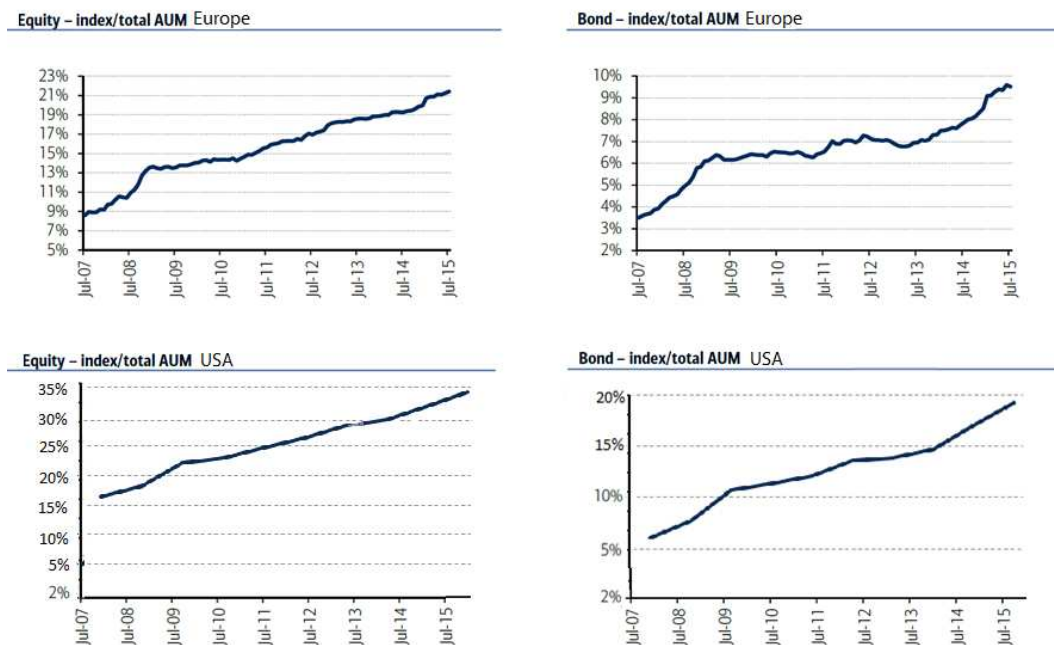 Equity – index/total AUM Europe
23%
21%
19%
17%
15%
13%
11%
9%
7%
5%
Jul-07
Jul-08
Jul-09
Jul-10
Jul-11
Jul-12
Jul-13
Jul-14
Jul-15
Bond – index/total AUM Europe
10%
9%
8%
7%
6%
5%
4%
3%
2%
Jul-07
Jul-08
Jul-09
Jul-10
Jul-11
Jul-12
Jul-13
Jul-14
Jul-15
Equity – index/total AUM USA
35%
30%
25%
20%
15%
10%
5%
2%
Jul-07
Jul-08
Jul-09
Jul-10
Jul-11
Jul-12
Jul-13
Jul-14
Jul-15
Bond – index/total AUM USA
20%
15%
10%
5%
2%
Jul-07
Jul-08
Jul-09
Jul-10
Jul-11
Jul-12
Jul-13
Jul-14
Jul-15